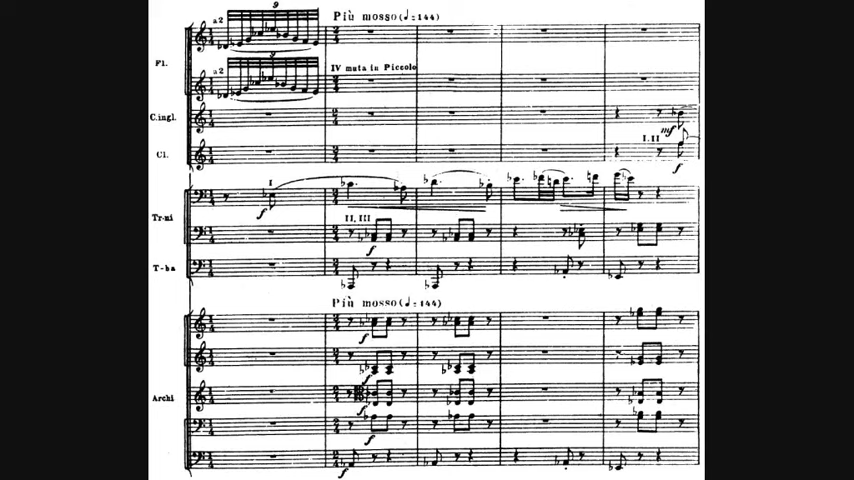 9
a2
Più mosso (♩=144)
Fl.
9
a2
IV muta in Piccolo
C.ingl.
mf
I.II
Cl.
f
I
f
Tr-ni
II, III
f
T-ba
Più mosso (♩=144)
f
f
Archi
f
f
f